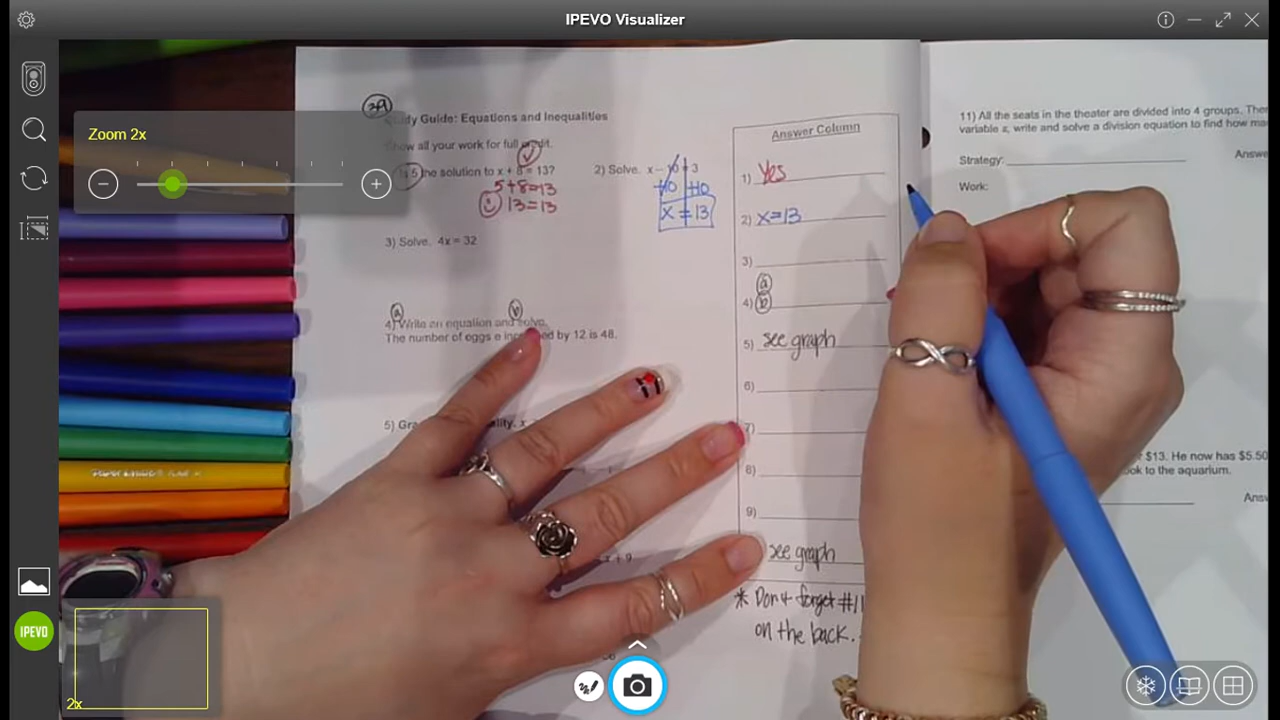 IPEVO Visualizer
Zoom 2x
Study Guide: Equations and Inequalities
Show all your work for full credit.
Is 5 the solution to x + 8 = 13?
5+8=13
13=13
2) Solve. x - 10 = 3
+10 +10
x = 13
3) Solve. 4x = 32
a b
4) Write an equation and solve.
The number of eggs e increased by 12 is 48.
5)
x + 9
Answer Column
1) Yes
2) x=13
3)
a
4) b
5) see graph
6)
7)
8)
9)
see graph
* Don't forget #11
on the back.
11) All the seats in the theater are divided into 4 groups.
variable x, write and solve a division equation to find how
Strategy:
Work:
$13. He now has $5.50
to the aquarium.
IPEVO
2x